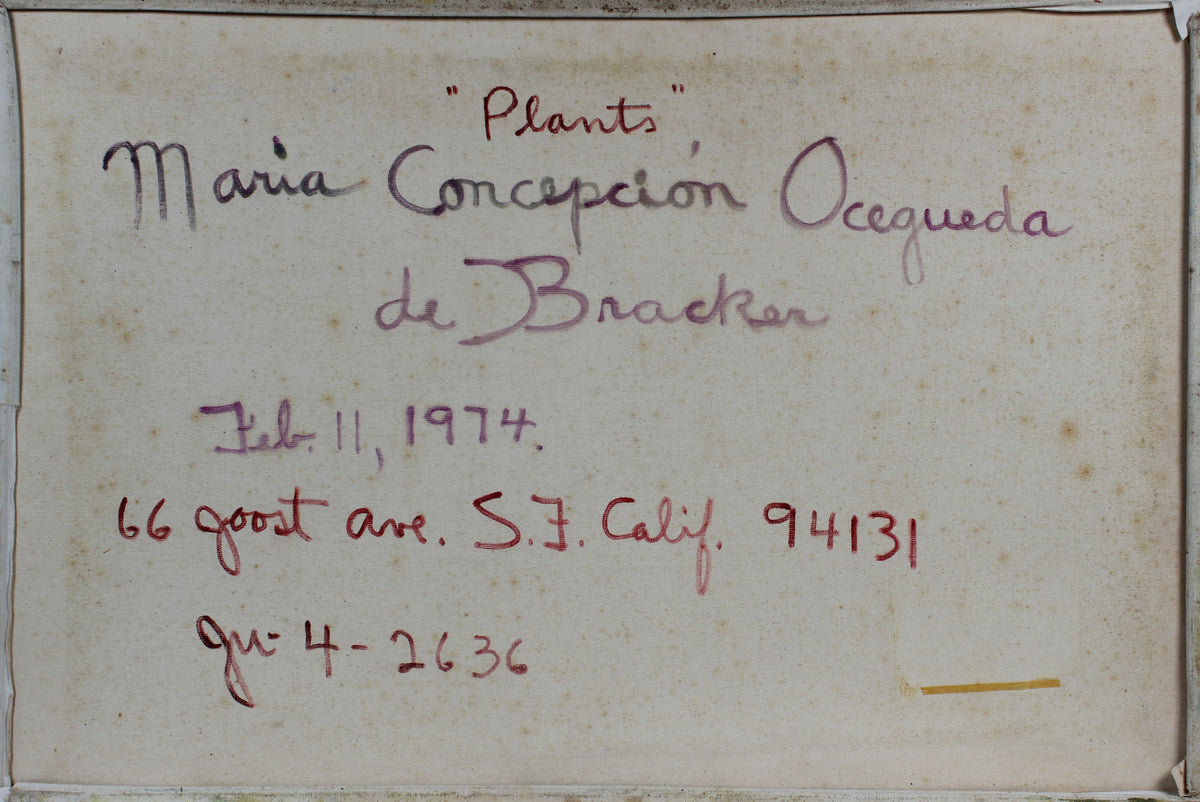 "Plants"
Maria Concepción Ocegueda
de Bracker
Feb. 11, 1974.
66 Joost ave. S.F. Calif. 94131
Ju- 4-2636